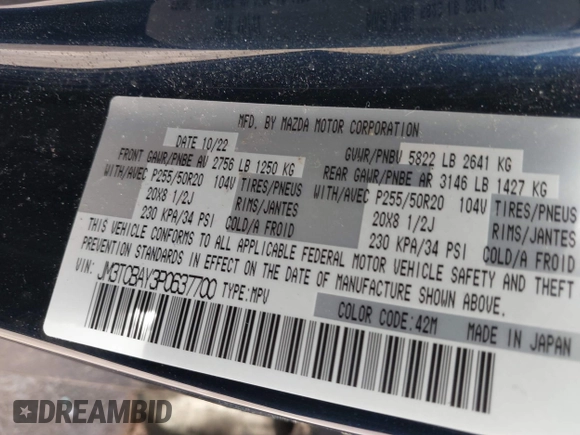 MFD. BY MAZDA MOTOR CORPORATION
DATE 10/22
GVWR/PNBV 5822 LB 2641 KG
FRONT GAWR/PNBE AV 2756 LB 1250 KG
REAR GAWR/PNBE AR 3146 LB 1427 KG
WITH/AVEC P255/50R20 104V TIRES/PNEUS
WITH/AVEC P255/50R20 104V TIRES/PNEUS
20X8 1/2J RIMS/JANTES
20X8 1/2J RIMS/JANTES
230 KPA/34 PSI COLD/A FROID
230 KPA/34 PSI COLD/A FROID
THIS VEHICLE CONFORMS TO ALL APPLICABLE FEDERAL MOTOR VEHICLE SAFETY AND THEFT
PREVENTION STANDARDS IN EFFECT ON THE DATE OF MANUFACTURE SHOWN ABOVE.
VIN: JM3TCBAY3P0637700 TYPE:MPV
COLOR CODE:42M MADE IN JAPAN
DREAMBID